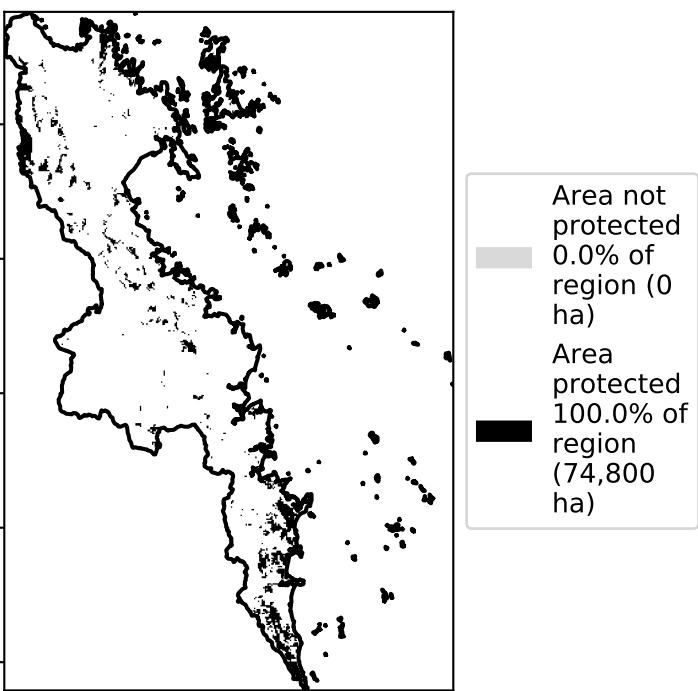 Area not
protected
0.0% of
region (0
ha)
Area
protected
100.0% of
region
(74,800
ha)